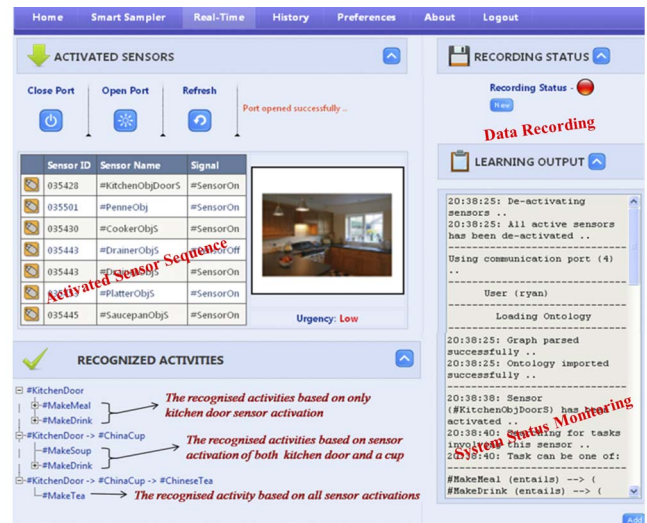 Home Smart Sampler Real-Time History Preferences About Logout
ACTIVATED SENSORS
Close Port Open Port Refresh
Port opened successfully ..
Sensor ID Sensor Name Signal
035428 #KitchenObjDoorS #SensorOn
035501 #PenneObj #SensorOn
035430 #CookerObjS #SensorOn
035443 #DrainerObjS #SensorOff
035443 #DrainerObjS #SensorOn
#PlatterObjS #SensorOn
035445 #SaucepanObjS #SensorOn
Activated Sensor Sequence
Urgency: Low
RECOGNIZED ACTIVITIES
#KitchenDoor
#MakeMeal
#MakeDrink
The recognised activities based on only
kitchen door sensor activation
#KitchenDoor -> #ChinaCup
#MakeSoup
#MakeDrink
The recognised activities based on sensor
activation of both kitchen door and a cup
#KitchenDoor -> #ChinaCup -> #ChineseTea
#MakeTea
The recognised activity based on all sensor activations
RECORDING STATUS
Recording Status -
New
Data Recording
LEARNING OUTPUT
20:38:25: De-activating
sensors ..
20:38:25: All active sensors
has been de-activated ..
Using communication port (4)
..
User (ryan)
Loading Ontology
20:38:25: Graph parsed
successfully ..
20:38:25: Ontology imported
successfully ..
20:38:38: Sensor
(#KitchenObjDoorS) has been
activated ..
20:38:40: Searching for tasks
involving this sensor ..
20:38:40: Task can be one of:
#MakeMeal (entails) --> (
#MakeDrink (entails) --> (
System Status Monitoring
Add